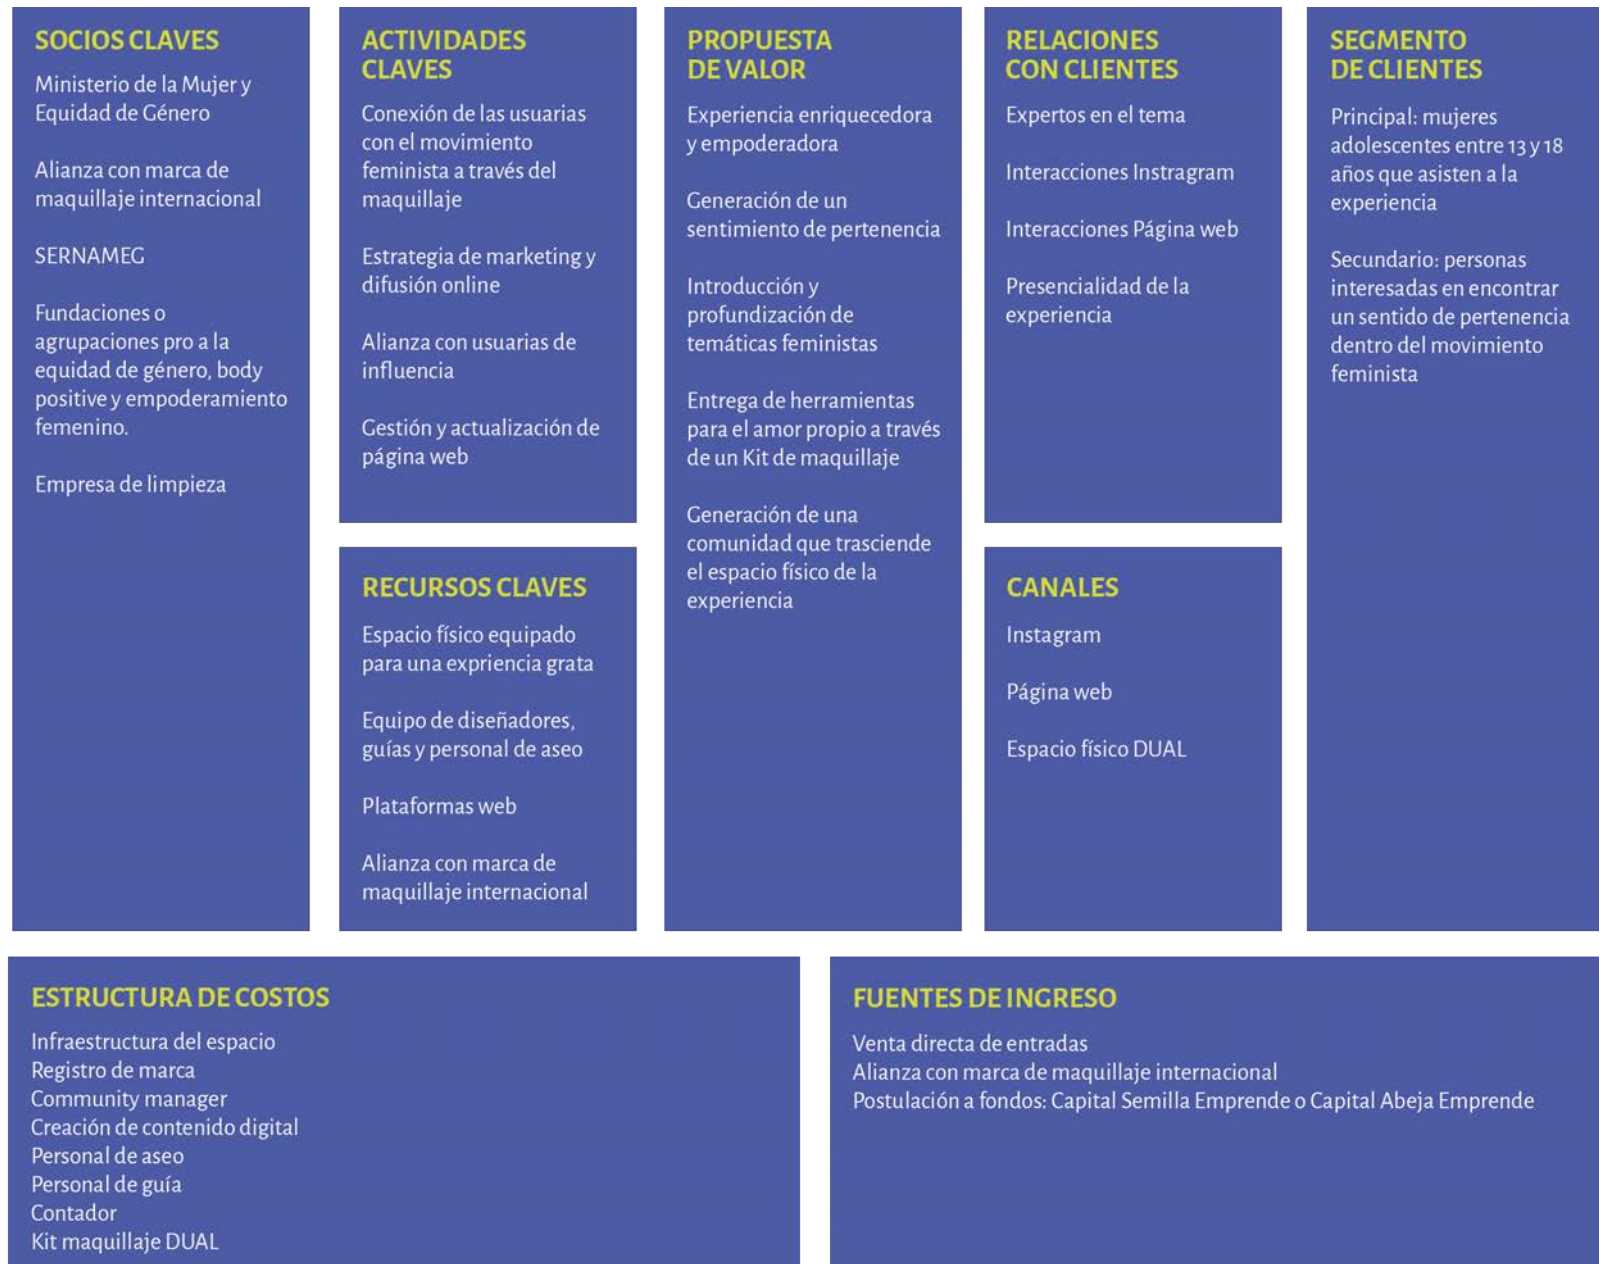 SOCIOS CLAVES
Ministerio de la Mujer y
Equidad de Género
Alianza con marca de
maquillaje internacional
SERNAMEG
Fundaciones o
agrupaciones pro a la
equidad de género, body
positive y empoderamiento
femenino.
Empresa de limpieza
ACTIVIDADES
CLAVES
Conexión de las usuarias
con el movimiento
feminista a través del
maquillaje
Estrategia de marketing y
difusión online
Alianza con usuarias de
influencia
Gestión y actualización de
página web
RECURSOS CLAVES
Espacio físico equipado
para una expriencia grata
Equipo de diseñadores,
guías y personal de aseo
Plataformas web
Alianza con marca de
maquillaje internacional
PROPUESTA
DE VALOR
Experiencia enriquecedora
y empoderadora
Generación de un
sentimiento de pertenencia
Introducción y
profundización de
temáticas feministas
Entrega de herramientas
para el amor propio a través
de un Kit de maquillaje
Generación de una
comunidad que trasciende
el espacio físico de la
experiencia
RELACIONES
CON CLIENTES
Expertos en el tema
Interacciones Instragram
Interacciones Página web
Presencialidad de la
experiencia
CANALES
Instagram
Página web
Espacio físico DUAL
SEGMENTO
DE CLIENTES
Principal: mujeres
adolescentes entre 13 y 18
años que asisten a la
experiencia
Secundario: personas
interesadas en encontrar
un sentido de pertenencia
dentro del movimiento
feminista
ESTRUCTURA DE COSTOS
Infraestructura del espacio
Registro de marca
Community manager
Creación de contenido digital
Personal de aseo
Personal de guía
Contador
Kit maquillaje DUAL
FUENTES DE INGRESO
Venta directa de entradas
Alianza con marca de maquillaje internacional
Postulación a fondos: Capital Semilla Emprende o Capital Abeja Emprende